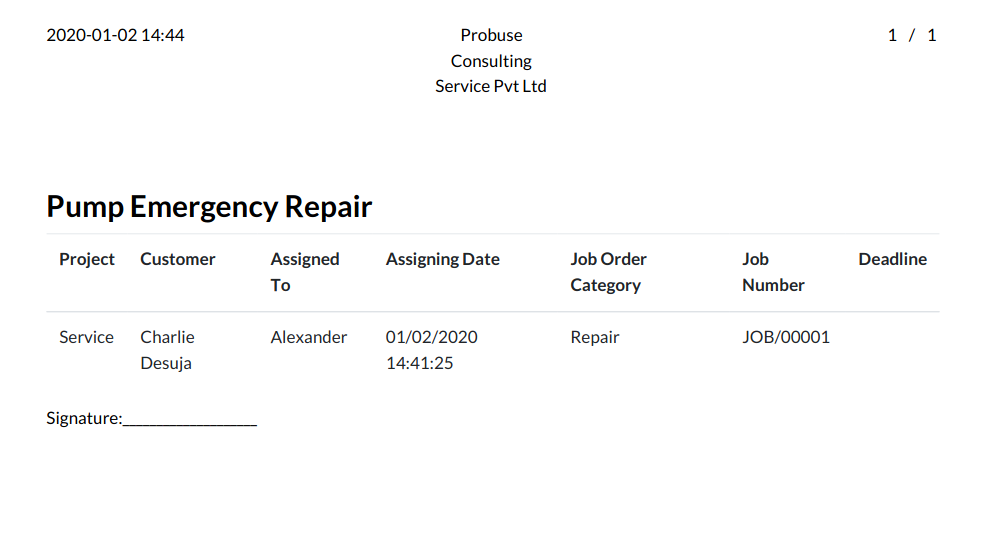 2020-01-02 14:44 Probuse 1 / 1
Consulting
Service Pvt Ltd
Pump Emergency Repair
Project Customer Assigned Assigning Date Job Order Job Deadline
To Category Number
Service Charlie Alexander 01/02/2020 Repair JOB/00001
Desuja 14:41:25
Signature:________________